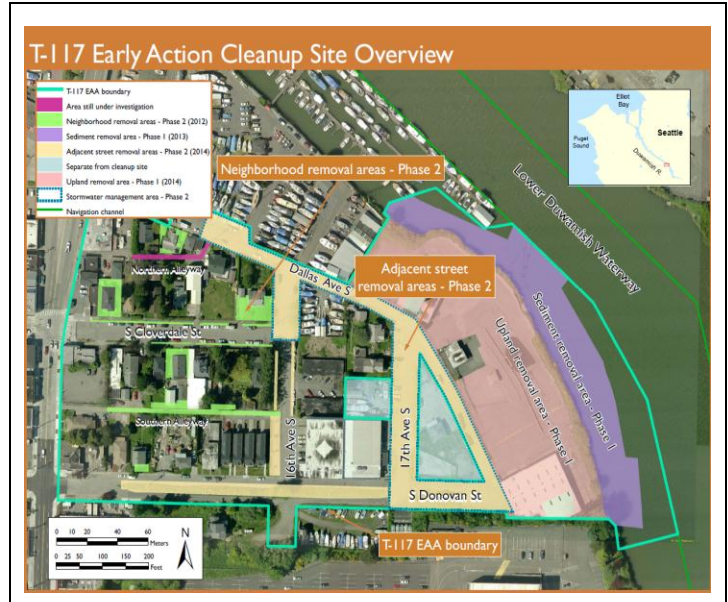 T-117 Early Action Cleanup Site Overview
T-117 EAA boundary
Area still under investigation
Neighborhood removal areas - Phase 2 (2012)
Sediment removal area - Phase 1 (2013)
Adjacent street removal areas - Phase 2 (2014)
Separate from cleanup site
Upland removal area - Phase 1 (2014)
Stormwater management area - Phase 2
Navigation channel
Elliot
Bay
Seattle
Puget
Sound
Duwamish R.
Neighborhood removal areas - Phase 2
Lower Duwamish Waterway
Northern Alleyway
Dallas Ave S
Adjacent street
removal areas - Phase 2
S Cloverdale St
Sediment removal area - Phase 1
Upland removal area - Phase 1
Southern Alleyway
16th Ave S
17th Ave S
S Donovan St
T-117 EAA boundary
0 10 20 40 60
Meters
0 25 50 100 150 200
Feet
N